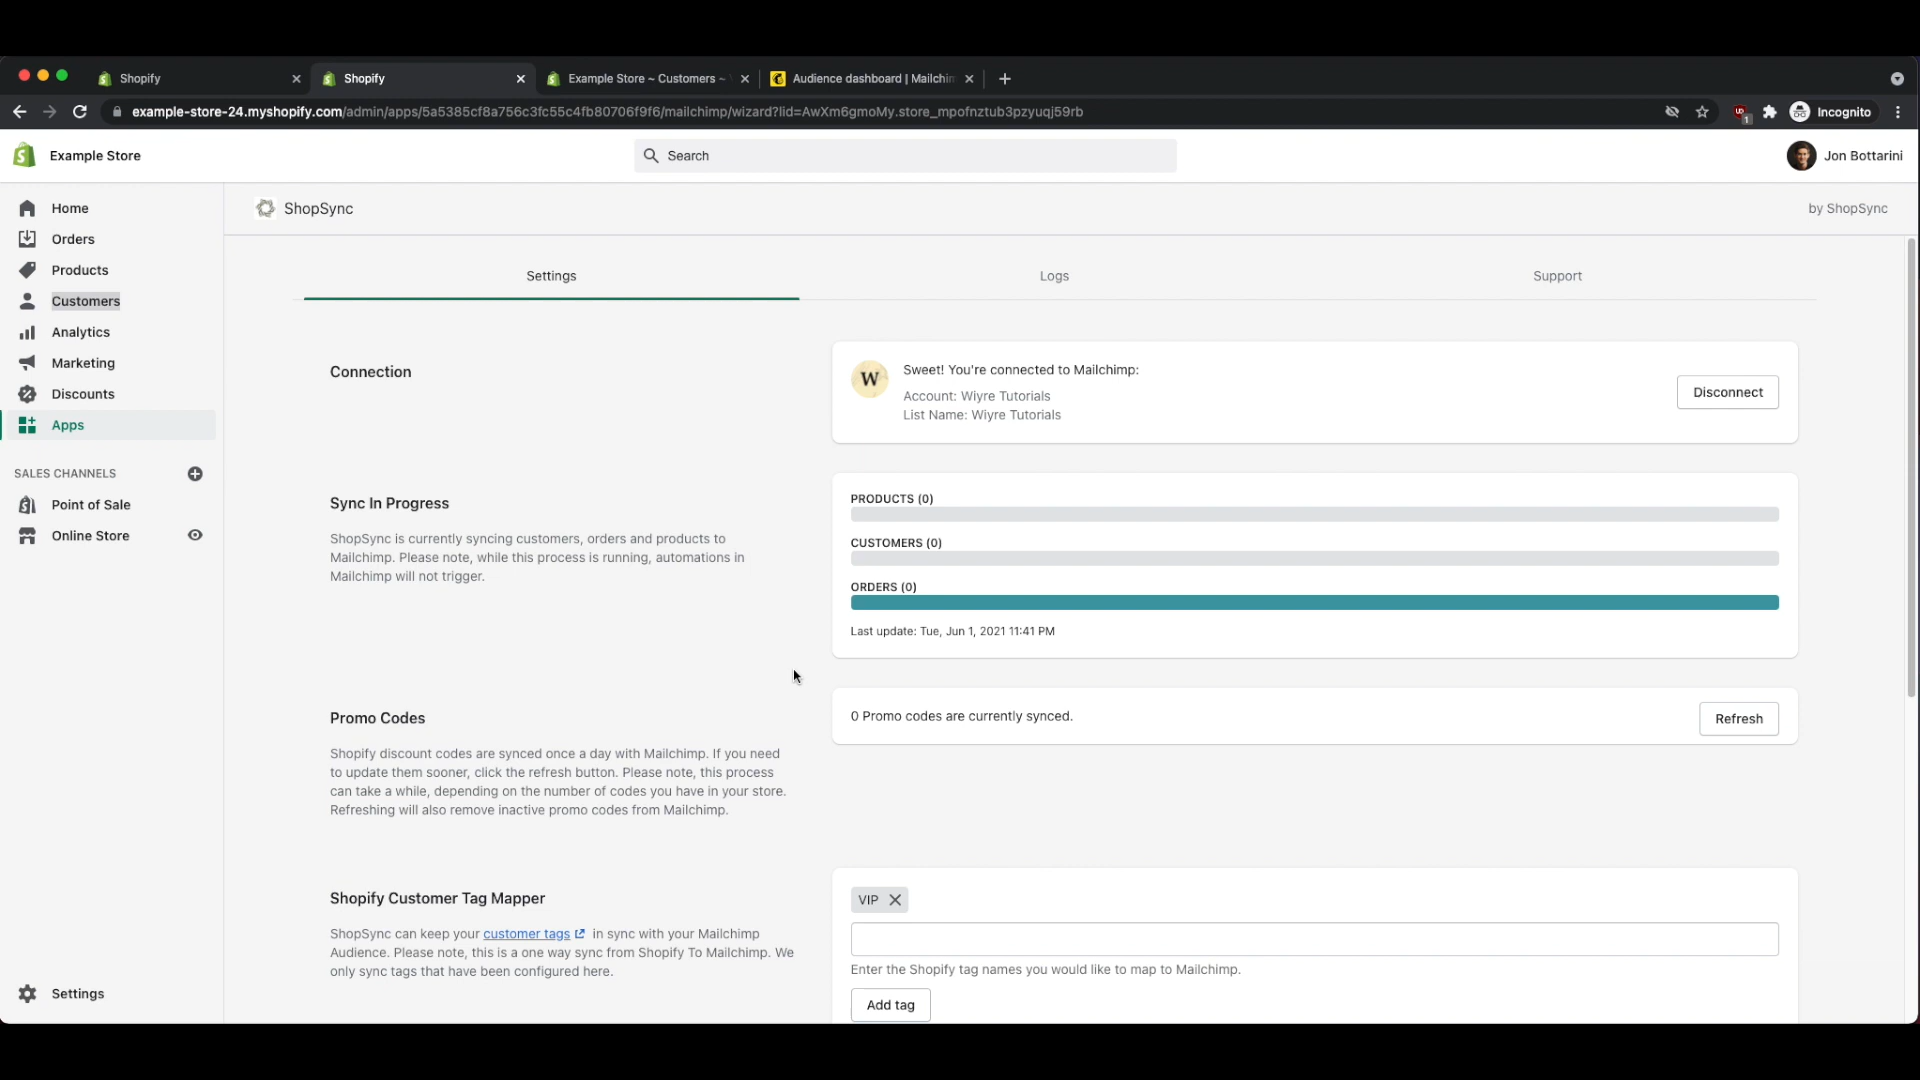 Shopify
Shopify
Example Store ~ Customers ~
Audience dashboard | Mailchim
example-store-24.myshopify.com/admin/apps/5a5385cf8a756c3fc55c4fb80706f9f6/mailchimp/wizard?lid=AwXm6gmoMy.store_mpofnztub3pzyuqj59rb
1
Incognito
Example Store
Search
Jon Bottarini
Home
Orders
Products
Customers
Analytics
Marketing
Discounts
Apps
SALES CHANNELS
Point of Sale
Online Store
Settings
ShopSync
by ShopSync
Settings
Logs
Support
Connection
W
Sweet! You're connected to Mailchimp:
Account: Wiyre Tutorials
List Name: Wiyre Tutorials
Disconnect
Sync In Progress
ShopSync is currently syncing customers, orders and products to
Mailchimp. Please note, while this process is running, automations in
Mailchimp will not trigger.
PRODUCTS (0)
CUSTOMERS (0)
ORDERS (0)
Last update: Tue, Jun 1, 2021 11:41 PM
Promo Codes
Shopify discount codes are synced once a day with Mailchimp. If you need
to update them sooner, click the refresh button. Please note, this process
can take a while, depending on the number of codes you have in your store.
Refreshing will also remove inactive promo codes from Mailchimp.
0 Promo codes are currently synced.
Refresh
Shopify Customer Tag Mapper
ShopSync can keep your customer tags in sync with your Mailchimp
Audience. Please note, this is a one way sync from Shopify To Mailchimp. We
only sync tags that have been configured here.
VIP
Enter the Shopify tag names you would like to map to Mailchimp.
Add tag